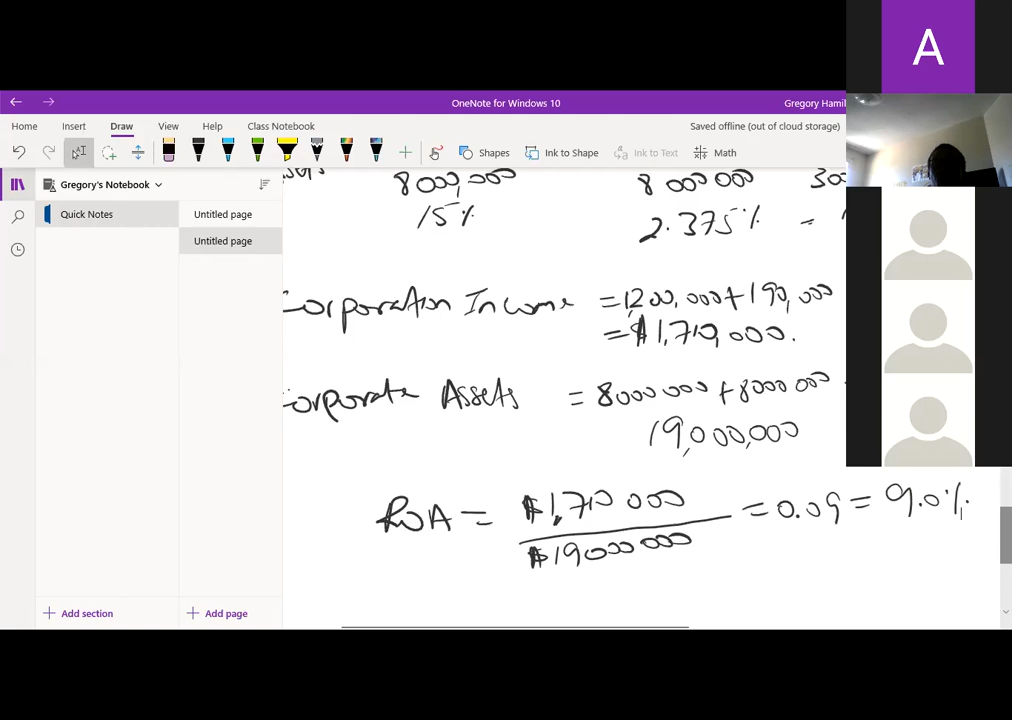 A
OneNote for Windows 10
Gregory Hamil
Home Insert Draw View Help Class Notebook
Saved offline (out of cloud storage)
Shapes Ink to Shape Ink to Text Math
Gregory's Notebook
Quick Notes
Untitled page
Untitled page
8000,000 8 000 000 300
15% 2.375% =
Corporation Income = 1200,000 + 190,000
= $1,710,000.
Corporate Assets = 8000 000 + 8000 000
19,000,000
ROA = $1,710 000 = 0.09 = 9.0%
$19000 000
Add section Add page